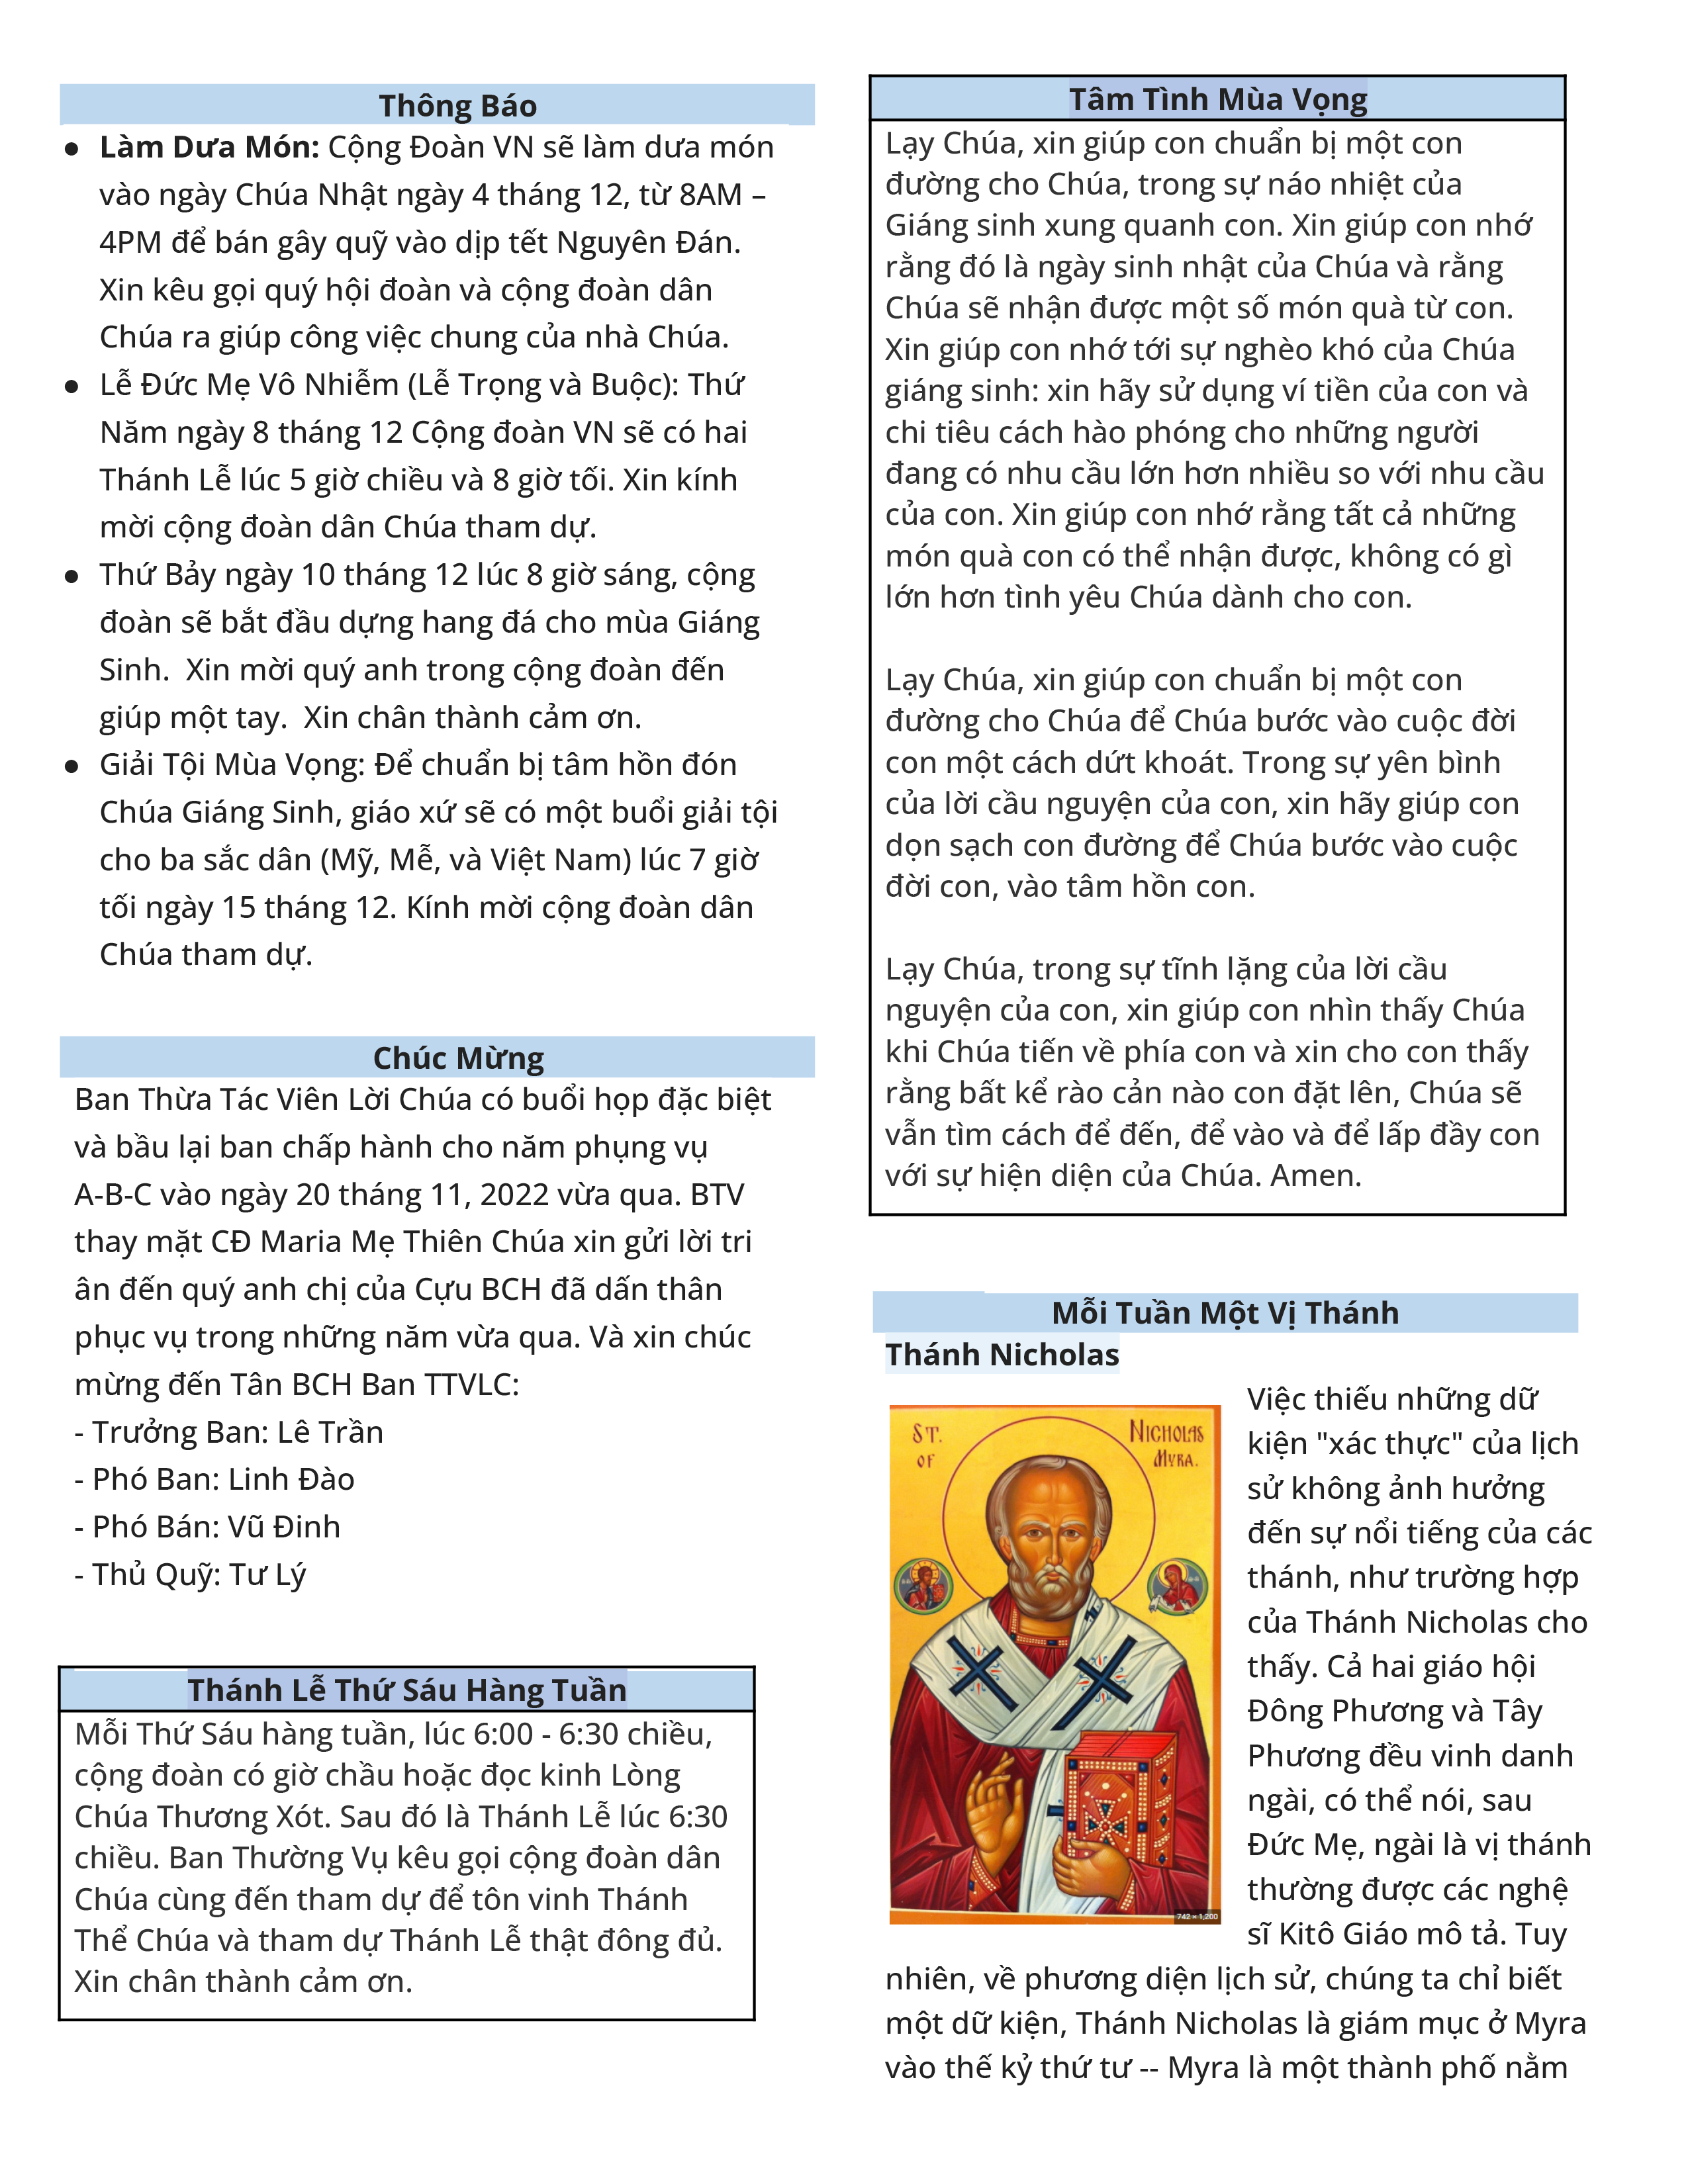 Thông Báo
● Làm Dưa Món: Cộng Đoàn VN sẽ làm dưa món
vào ngày Chúa Nhật ngày 4 tháng 12, từ 8AM –
4PM để bán gây quỹ vào dịp tết Nguyên Đán.
Xin kêu gọi quý hội đoàn và cộng đoàn dân
Chúa ra giúp công việc chung của nhà Chúa.
● Lễ Đức Mẹ Vô Nhiễm (Lễ Trọng và Buộc): Thứ
Năm ngày 8 tháng 12 Cộng đoàn VN sẽ có hai
Thánh Lễ lúc 5 giờ chiều và 8 giờ tối. Xin kính
mời cộng đoàn dân Chúa tham dự.
● Thứ Bảy ngày 10 tháng 12 lúc 8 giờ sáng, cộng
đoàn sẽ bắt đầu dựng hang đá cho mùa Giáng
Sinh.  Xin mời quý anh trong cộng đoàn đến
giúp một tay.  Xin chân thành cảm ơn.
● Giải Tội Mùa Vọng: Để chuẩn bị tâm hồn đón
Chúa Giáng Sinh, giáo xứ sẽ có một buổi giải tội
cho ba sắc dân (Mỹ, Mễ, và Việt Nam) lúc 7 giờ
tối ngày 15 tháng 12. Kính mời cộng đoàn dân
Chúa tham dự.
Chúc Mừng
Ban Thừa Tác Viên Lời Chúa có buổi họp đặc biệt
và bầu lại ban chấp hành cho năm phụng vụ
A-B-C vào ngày 20 tháng 11, 2022 vừa qua. BTV
thay mặt CĐ Maria Mẹ Thiên Chúa xin gửi lời tri
ân đến quý anh chị của Cựu BCH đã dấn thân
phục vụ trong những năm vừa qua. Và xin chúc
mừng đến Tân BCH Ban TTVLC:
- Trưởng Ban: Lê Trần
- Phó Ban: Linh Đào
- Phó Bán: Vũ Đinh
- Thủ Quỹ: Tư Lý
Thánh Lễ Thứ Sáu Hàng Tuần
Mỗi Thứ Sáu hàng tuần, lúc 6:00 - 6:30 chiều,
cộng đoàn có giờ chầu hoặc đọc kinh Lòng
Chúa Thương Xót. Sau đó là Thánh Lễ lúc 6:30
chiều. Ban Thường Vụ kêu gọi cộng đoàn dân
Chúa cùng đến tham dự để tôn vinh Thánh
Thể Chúa và tham dự Thánh Lễ thật đông đủ.
Xin chân thành cảm ơn.
Tâm Tình Mùa Vọng
Lạy Chúa, xin giúp con chuẩn bị một con
đường cho Chúa, trong sự náo nhiệt của
Giáng sinh xung quanh con. Xin giúp con nhớ
rằng đó là ngày sinh nhật của Chúa và rằng
Chúa sẽ nhận được một số món quà từ con.
Xin giúp con nhớ tới sự nghèo khó của Chúa
giáng sinh: xin hãy sử dụng ví tiền của con và
chi tiêu cách hào phóng cho những người
đang có nhu cầu lớn hơn nhiều so với nhu cầu
của con. Xin giúp con nhớ rằng tất cả những
món quà con có thể nhận được, không có gì
lớn hơn tình yêu Chúa dành cho con.
Lạy Chúa, xin giúp con chuẩn bị một con
đường cho Chúa để Chúa bước vào cuộc đời
con một cách dứt khoát. Trong sự yên bình
của lời cầu nguyện của con, xin hãy giúp con
dọn sạch con đường để Chúa bước vào cuộc
đời con, vào tâm hồn con.
Lạy Chúa, trong sự tĩnh lặng của lời cầu
nguyện của con, xin giúp con nhìn thấy Chúa
khi Chúa tiến về phía con và xin cho con thấy
rằng bất kể rào cản nào con đặt lên, Chúa sẽ
vẫn tìm cách để đến, để vào và để lấp đầy con
với sự hiện diện của Chúa. Amen.
Mỗi Tuần Một Vị Thánh
Thánh Nicholas
ST. NICHOLAS
OF MYRA.
742 × 1,200
Việc thiếu những dữ
kiện "xác thực" của lịch
sử không ảnh hưởng
đến sự nổi tiếng của các
thánh, như trường hợp
của Thánh Nicholas cho
thấy. Cả hai giáo hội
Đông Phương và Tây
Phương đều vinh danh
ngài, có thể nói, sau
Đức Mẹ, ngài là vị thánh
thường được các nghệ
sĩ Kitô Giáo mô tả. Tuy
nhiên, về phương diện lịch sử, chúng ta chỉ biết
một dữ kiện, Thánh Nicholas là giám mục ở Myra
vào thế kỷ thứ tư -- Myra là một thành phố nằm